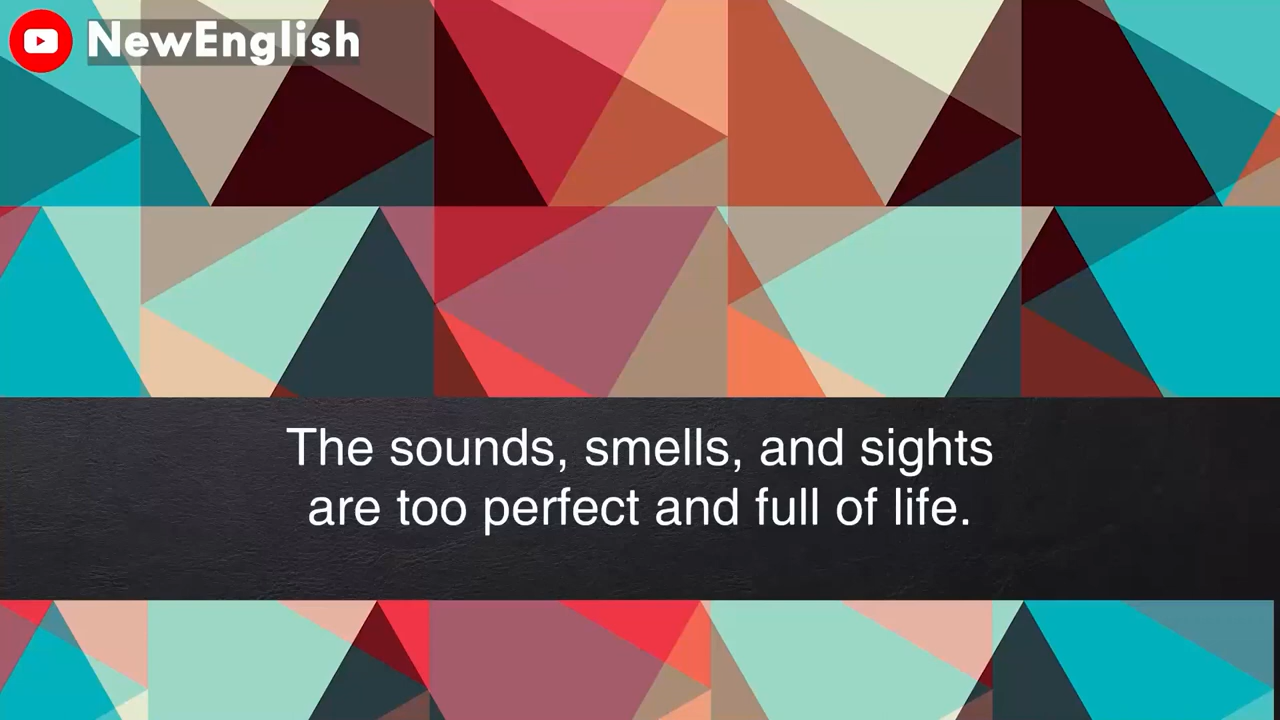 NewEnglish
The sounds, smells, and sights
are too perfect and full of life.